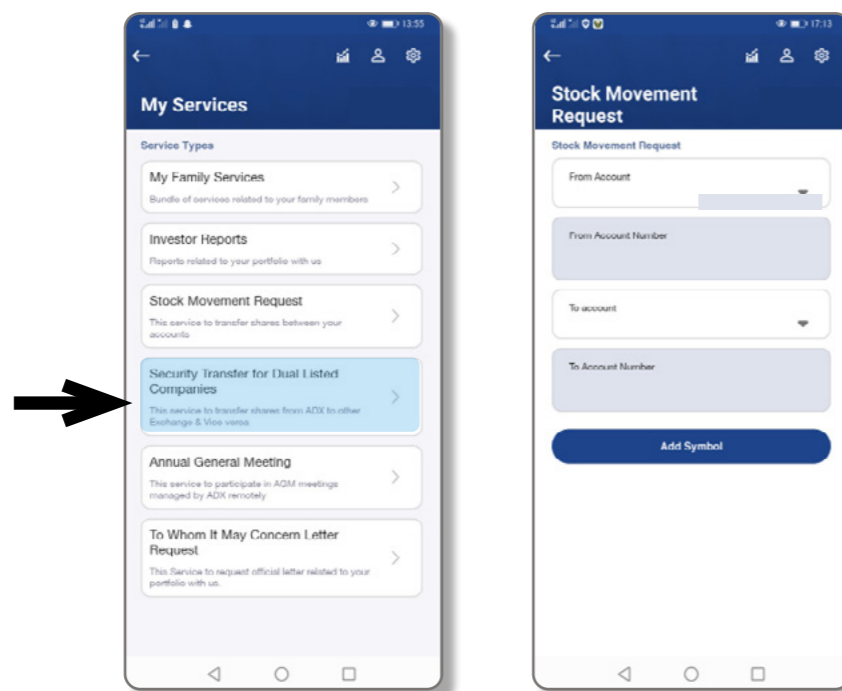 13:55
My Services
Service Types
My Family Services
Bundle of services related to your family members
Investor Reports
Reports related to your portfolio with us
Stock Movement Request
This service to transfer shares between your
accounts
Security Transfer for Dual Listed
Companies
This service to transfer shares from ADX to other
Exchange & Vice versa
Annual General Meeting
This service to participate in AGM meetings
managed by ADX remotely
To Whom It May Concern Letter
Request
This Service to request official letter related to your
portfolio with us.
17:13
Stock Movement
Request
Stock Movement Request
From Account
From Account Number
To account
To Account Number
Add Symbol